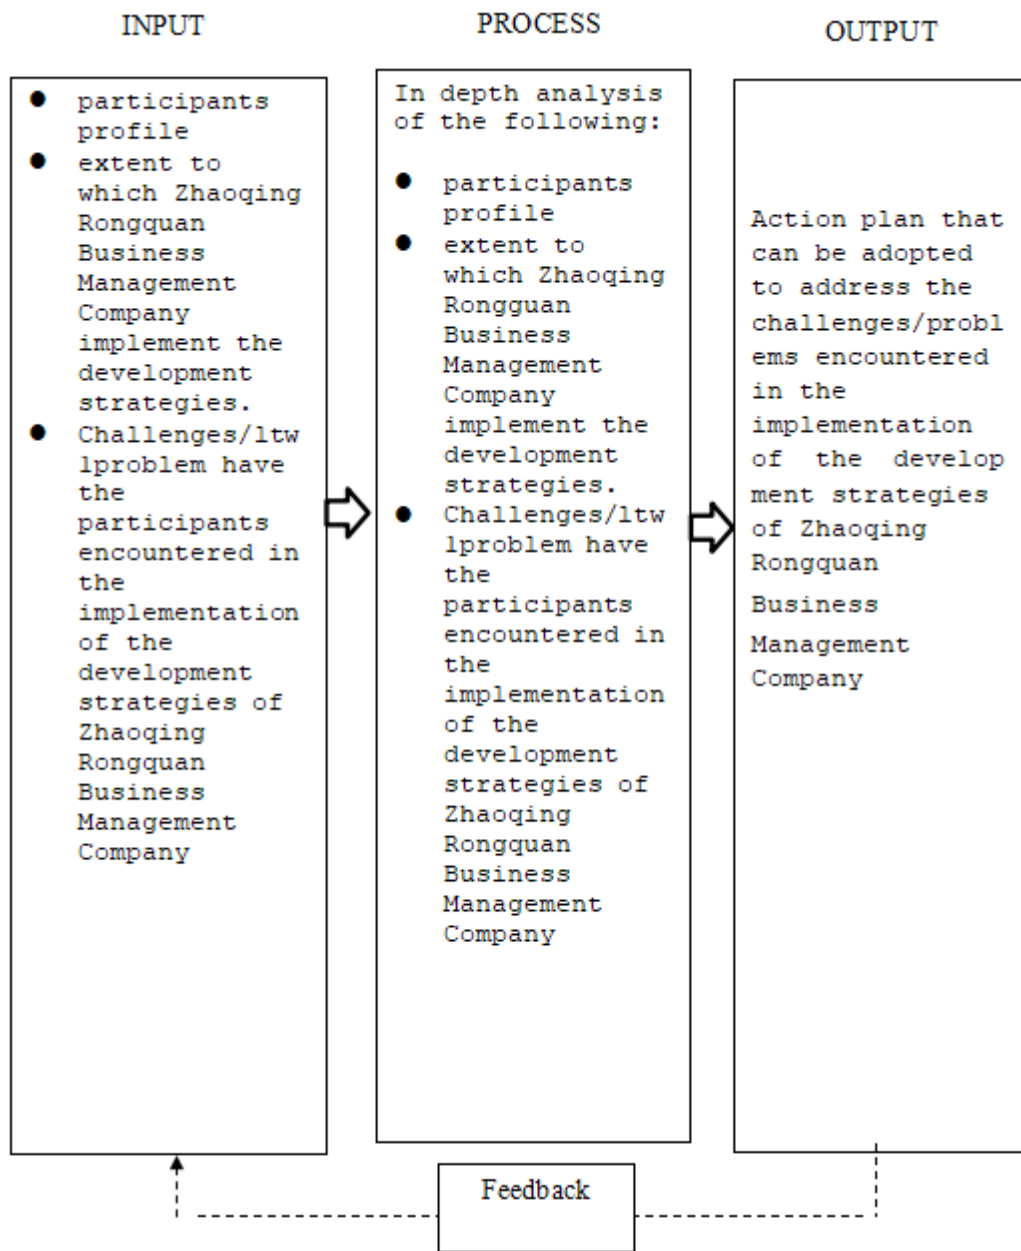 INPUT
● participants
profile
● extent to
which Zhaoqing
Rongquan
Business
Management
Company
implement the
development
strategies.
● Challenges/ltw
lproblem have
the
participants
encountered in
the
implementation
of the
development
strategies of
Zhaoqing
Rongquan
Business
Management
Company
PROCESS
In depth analysis
of the following:
● participants
profile
● extent to
which Zhaoqing
Rongguan
Business
Management
Company
implement the
development
strategies.
● Challenges/ltw
lproblem have
the
participants
encountered in
the
implementation
of the
development
strategies of
Zhaoqing
Rongquan
Business
Management
Company
OUTPUT
Action plan that
can be adopted
to address the
challenges/probl
ems encountered
in the
implementation
of the develop
ment strategies
of Zhaoqing
Rongquan
Business
Management
Company
Feedback